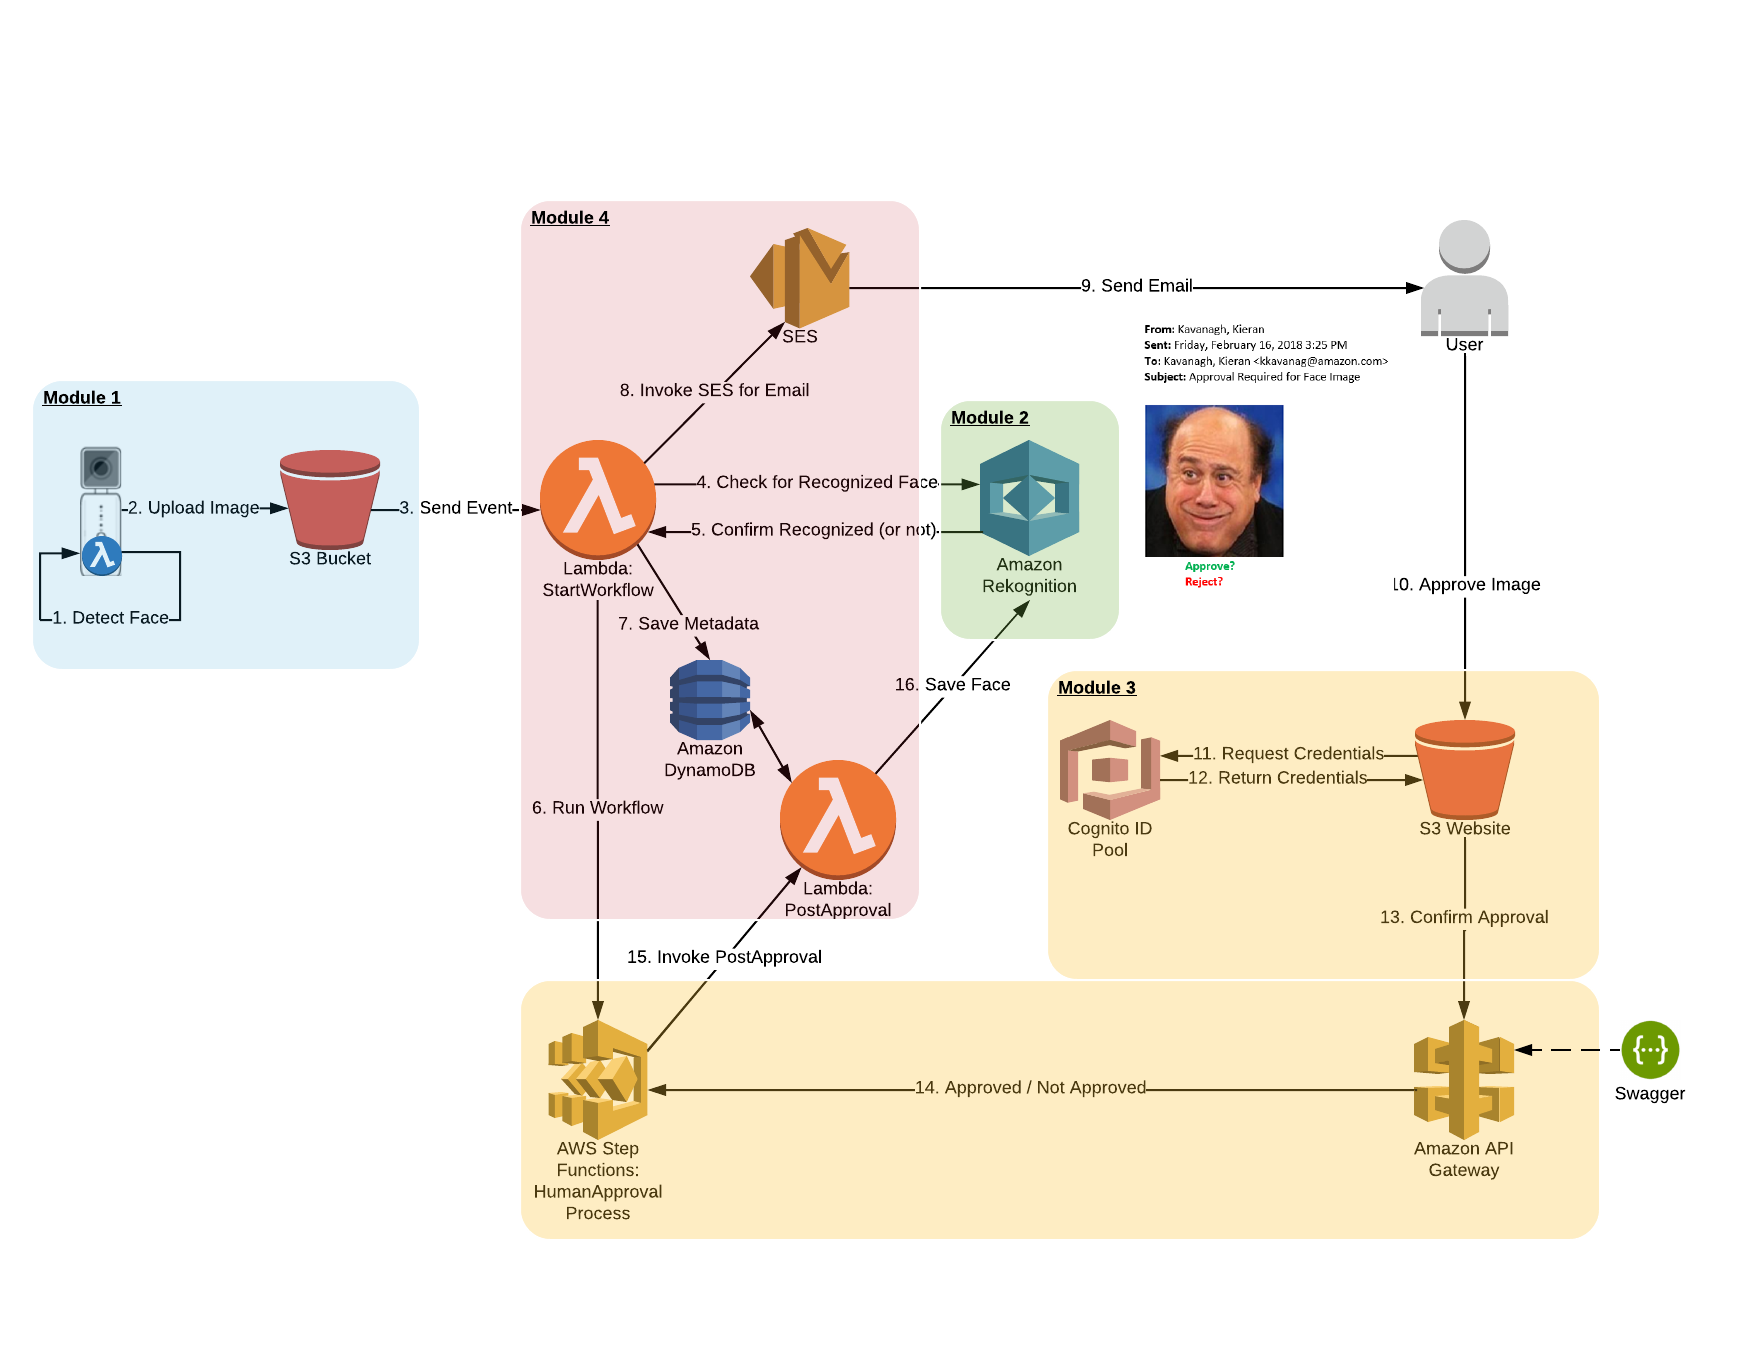 Module 4
SES
9. Send Email
User
From: Kavanagh, Kieran
Sent: Friday, February 16, 2018 3:25 PM
To: Kavanagh, Kieran <kkavanag@amazon.com>
Subject: Approval Required for Face Image
Approve?
Reject?
Module 1
2. Upload Image
S3 Bucket
1. Detect Face
3. Send Event
8. Invoke SES for Email
4. Check for Recognized Face
5. Confirm Recognized (or not)
Lambda:
StartWorkflow
Module 2
Amazon
Rekognition
10. Approve Image
7. Save Metadata
Amazon
DynamoDB
16. Save Face
6. Run Workflow
Lambda:
PostApproval
15. Invoke PostApproval
Module 3
11. Request Credentials
12. Return Credentials
Cognito ID
Pool
S3 Website
13. Confirm Approval
14. Approved / Not Approved
AWS Step
Functions:
HumanApproval
Process
Amazon API
Gateway
{...}
Swagger